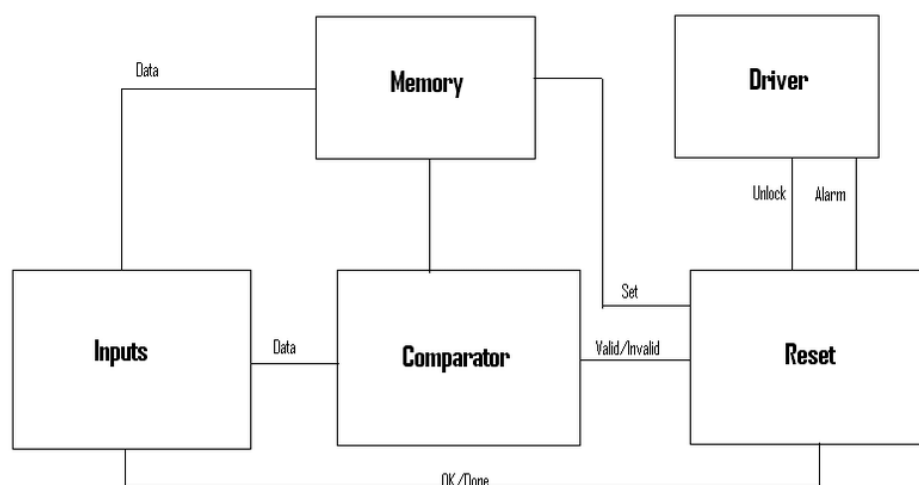 Memory
Driver
Data
Unlock
Alarm
Set
Inputs
Data
Comparator
Valid/Invalid
Reset
OK/Done